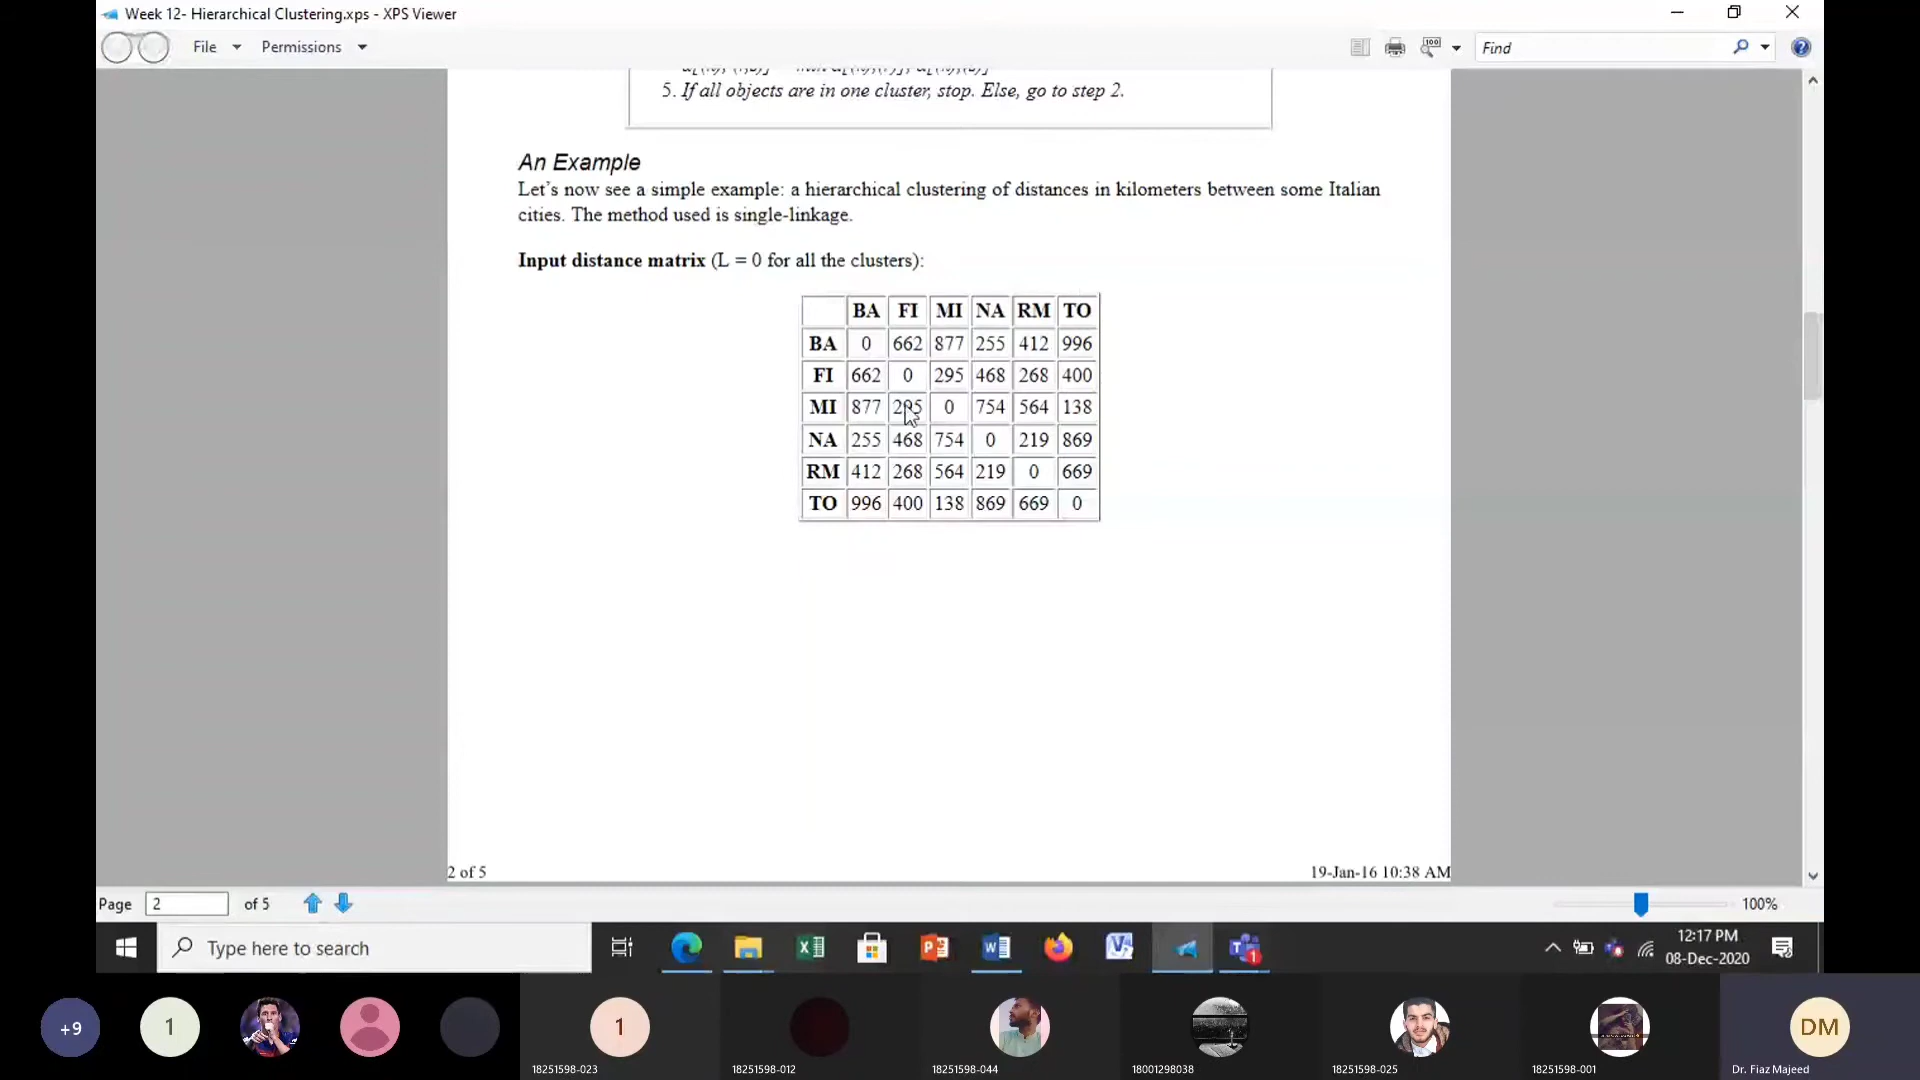 Week 12- Hierarchical Clustering.xps - XPS Viewer
File Permissions
100
Find
5. If all objects are in one cluster, stop. Else, go to step 2.
An Example
Let's now see a simple example: a hierarchical clustering of distances in kilometers between some Italian
cities. The method used is single-linkage.
Input distance matrix (L = 0 for all the clusters):
BA FI MI NA RM TO
BA 0 662 877 255 412 996
FI 662 0 295 468 268 400
MI 877 295 0 754 564 138
NA 255 468 754 0 219 869
RM 412 268 564 219 0 669
TO 996 400 138 869 669 0
2 of 5 19-Jan-16 10:38 AM
Page 2 of 5 100%
Type here to search
12:17 PM
08-Dec-2020
1
+9 1 1 DM
18251598-023 18251598-012 18251598-044 18001298038 18251598-025 18251598-001 Dr. Fiaz Majeed